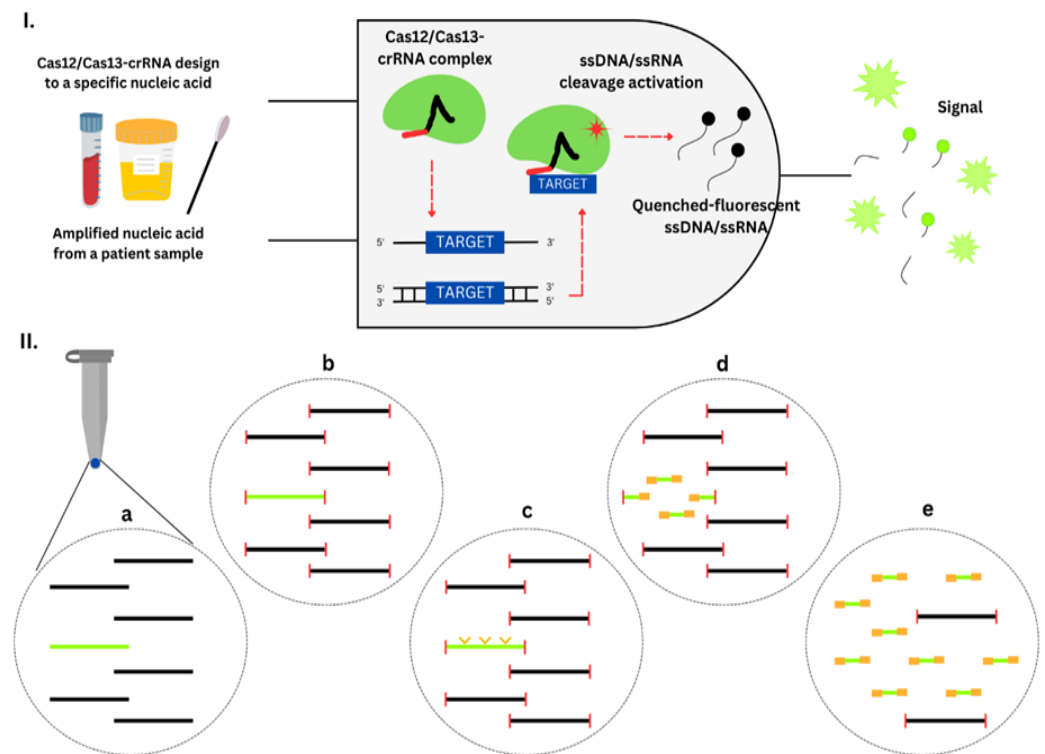 I.
Cas12/Cas13-crRNA design
to a specific nucleic acid
Amplified nucleic acid
from a patient sample
Cas12/Cas13-
crRNA complex
ssDNA/ssRNA
cleavage activation
TARGET
Quenched-fluorescent
ssDNA/ssRNA
5' TARGET 3'
5' TARGET 3'
3' 5'
Signal
II.
a
b
c
d
e